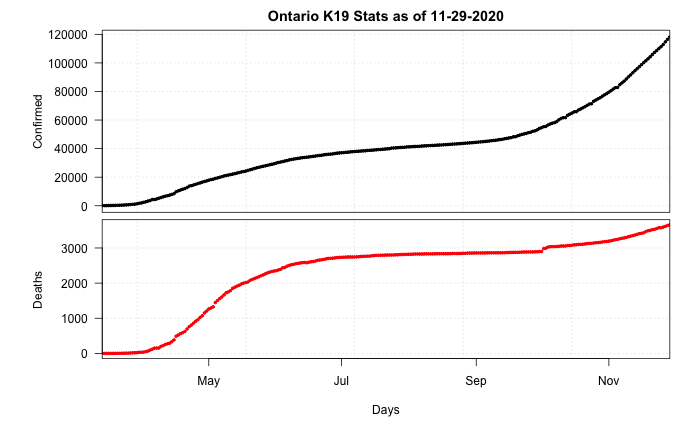 Ontario K19 Stats as of 11-29-2020
120000
100000
80000
60000
40000
20000
0
Confirmed
3000
2000
1000
0
Deaths
May Jul Sep Nov
Days